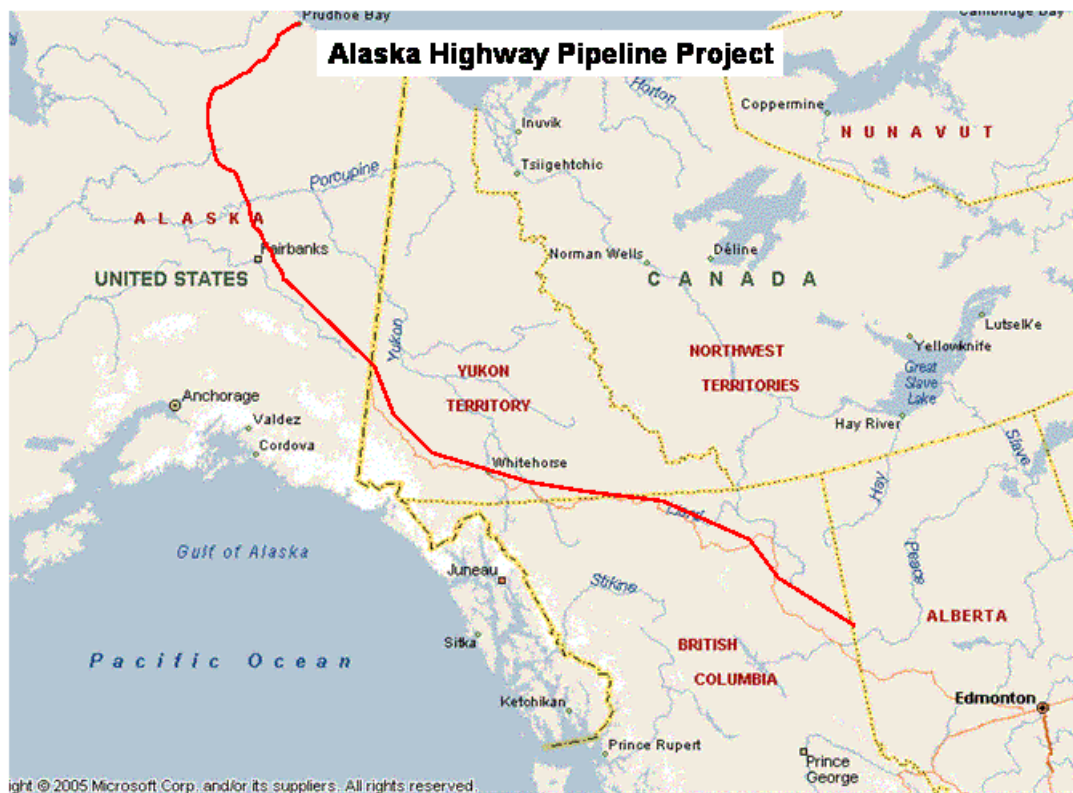 Prudhoe Bay
Cambridge Bay
Alaska Highway Pipeline Project
Horton
Coppermine
Inuvik
NUNAVUT
Tsiigehtchic
Porcupine
ALASKA
Fairbanks
Norman Wells
Déline
UNITED STATES
CANADA
Lutselk'e
Yukon
Yellowknife
NORTHWEST
TERRITORIES
YUKON
TERRITORY
Great
Slave
Lake
Anchorage
Valdez
Hay River
Cordova
Slave
Whitehorse
Hay
Liard
Gulf of Alaska
Peace
Juneau
Stikine
ALBERTA
Sitka
BRITISH
COLUMBIA
Pacific Ocean
Ketchikan
Edmonton
Prince Rupert
Prince
George
ight © 2005 Microsoft Corp. and/or its suppliers. All rights reserved.